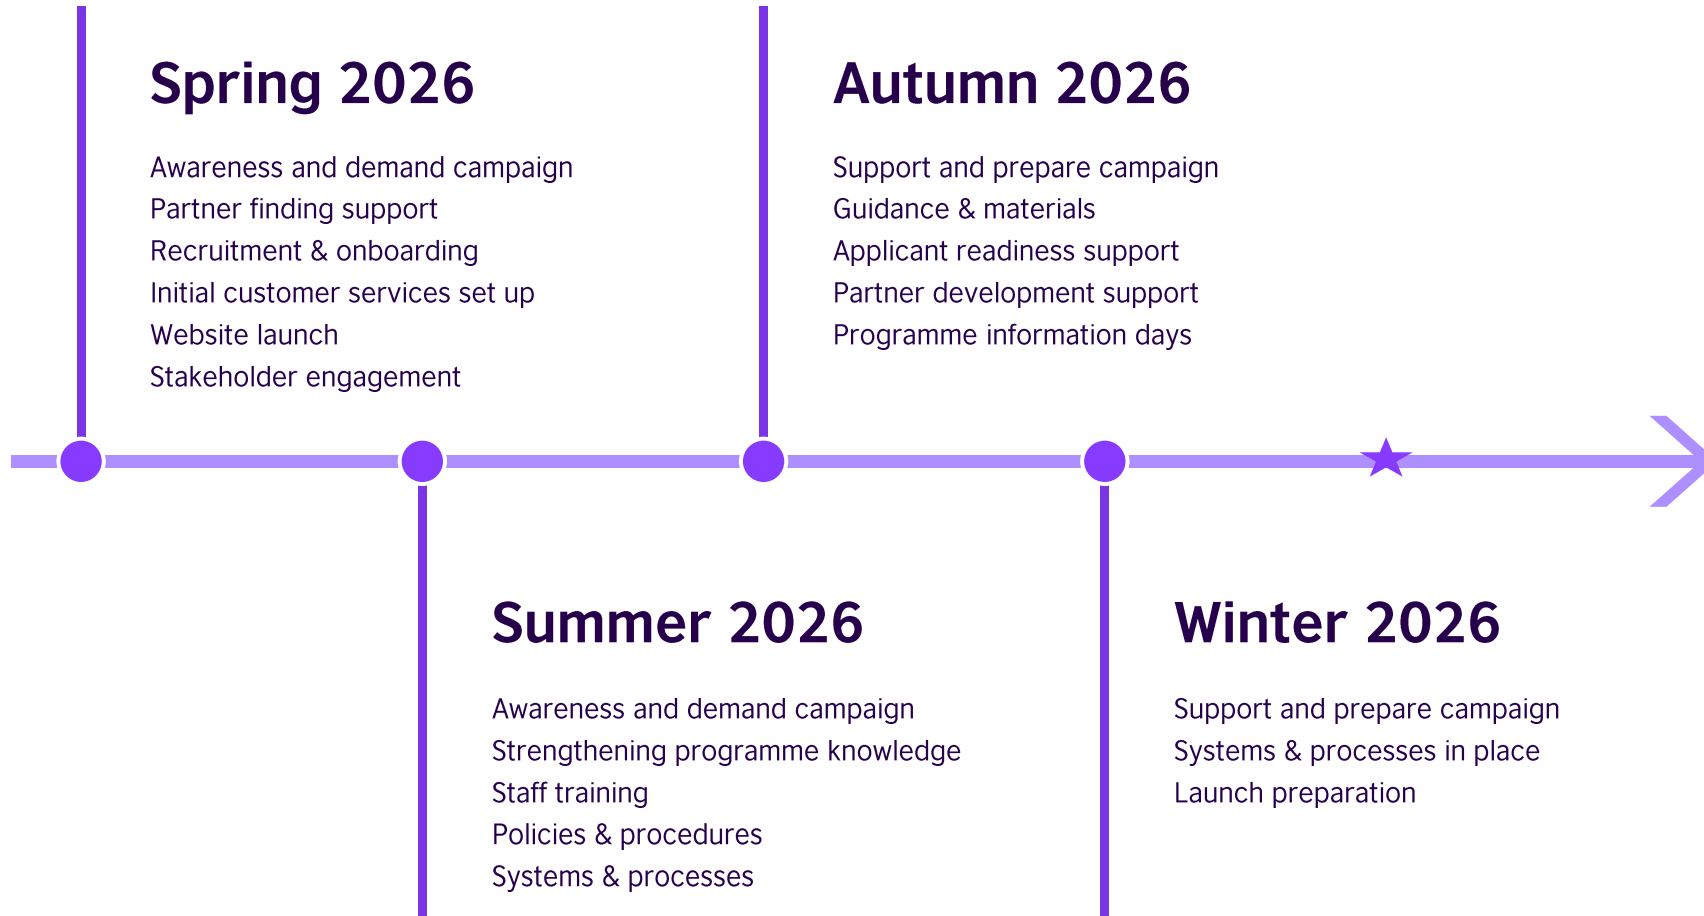 Spring 2026
Awareness and demand campaign
Partner finding support
Recruitment & onboarding
Initial customer services set up
Website launch
Stakeholder engagement
Summer 2026
Awareness and demand campaign
Strengthening programme knowledge
Staff training
Policies & procedures
Systems & processes
Autumn 2026
Support and prepare campaign
Guidance & materials
Applicant readiness support
Partner development support
Programme information days
Winter 2026
Support and prepare campaign
Systems & processes in place
Launch preparation